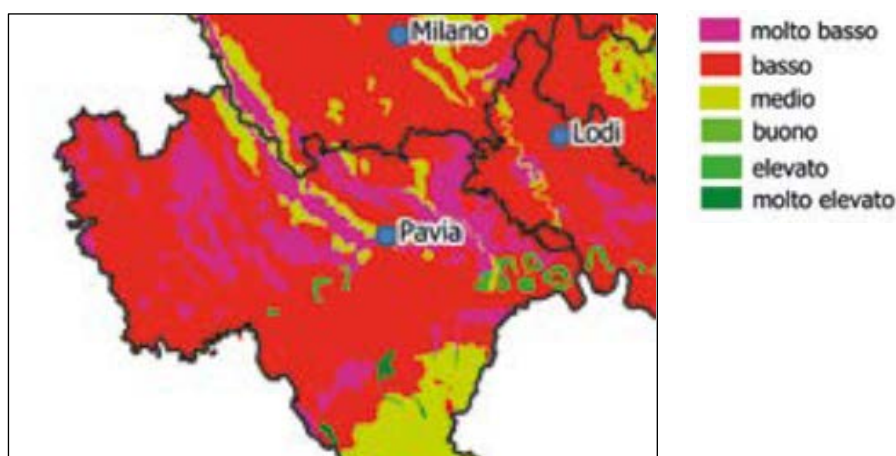 Milano
Lodi
Pavia
molto basso
basso
medio
buono
elevato
molto elevato